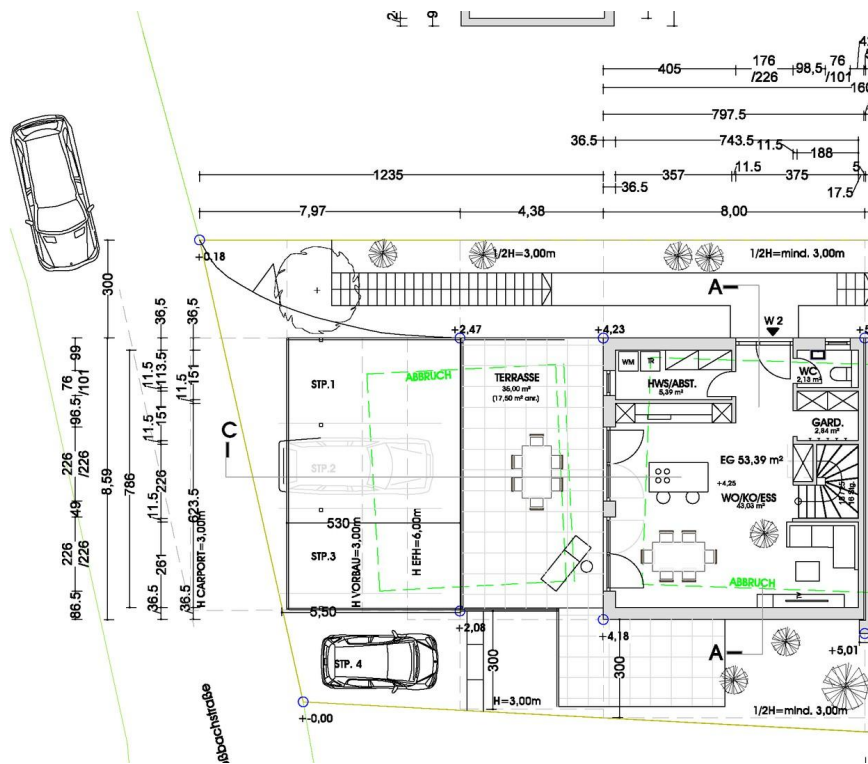 405
176
/226
98,5
76
/101
797.5
36.5
743.5
11.5
188
1235
11.5
357
375
5
17.5
36.5
7,97
4,38
8,00
+0.18
1/2H=3,00m
1/2H=mind. 3,00m
300
A
W 2
+2,47
+4,23
36,5
36,5
99
76
/101
96.5
226
/226
49
226
/226
86.5
8,59
786
11.5
113.5
11.5
151
226
11.5
261
36.5
151
11.5
623.5
36.5
H CARPORT=3,00m
STP.1
ABBRUCH
TERRASSE
35,00 m²
(17,50 m² anr.)
WM
TR
HWS/ABST.
5,39 m²
WC
2,13 m²
GARD.
2,84 m²
C
STP.2
EG 53,39 m²
+4,25
WO/KO/ESS
43,03 m²
16 Stg.
530
H VORBAU=3,00m
H EFH=6,00m
STP.3
ABBRUCH
5,50
+2,08
+4,18
STP. 4
300
300
A
+5,01
H=3,00m
1/2H=mind. 3,00m
+-0,00
ßbachstraße